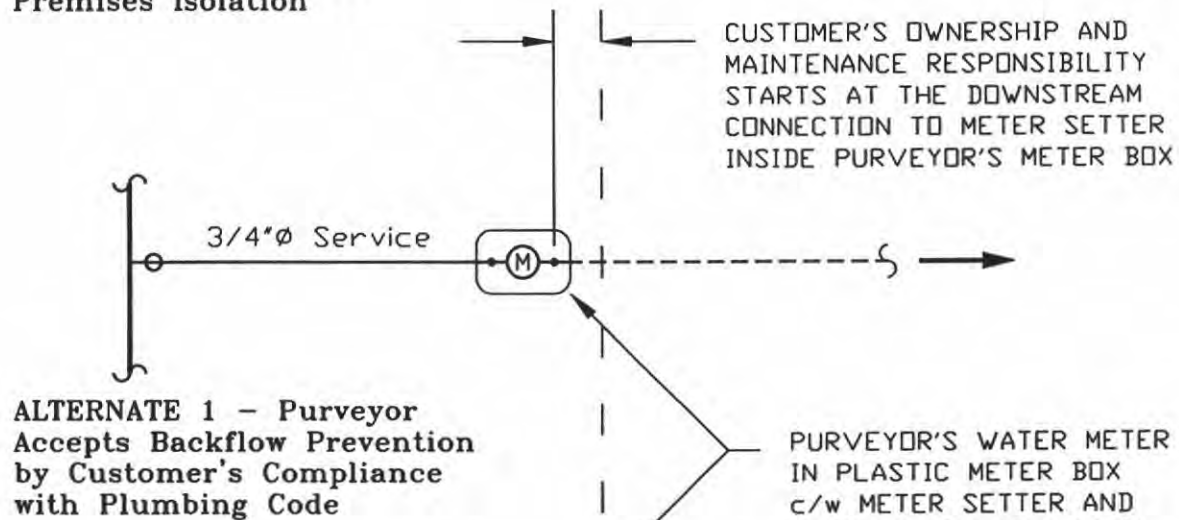 Premises Isolation
CUSTOMER'S OWNERSHIP AND
MAINTENANCE RESPONSIBILITY
STARTS AT THE DOWNSTREAM
CONNECTION TO METER SETTER
INSIDE PURVEYOR'S METER BOX
3/4"Ø Service
M
ALTERNATE 1 – Purveyor
Accepts Backflow Prevention
by Customer's Compliance
with Plumbing Code
PURVEYOR'S WATER METER
IN PLASTIC METER BOX
c/w METER SETTER AND